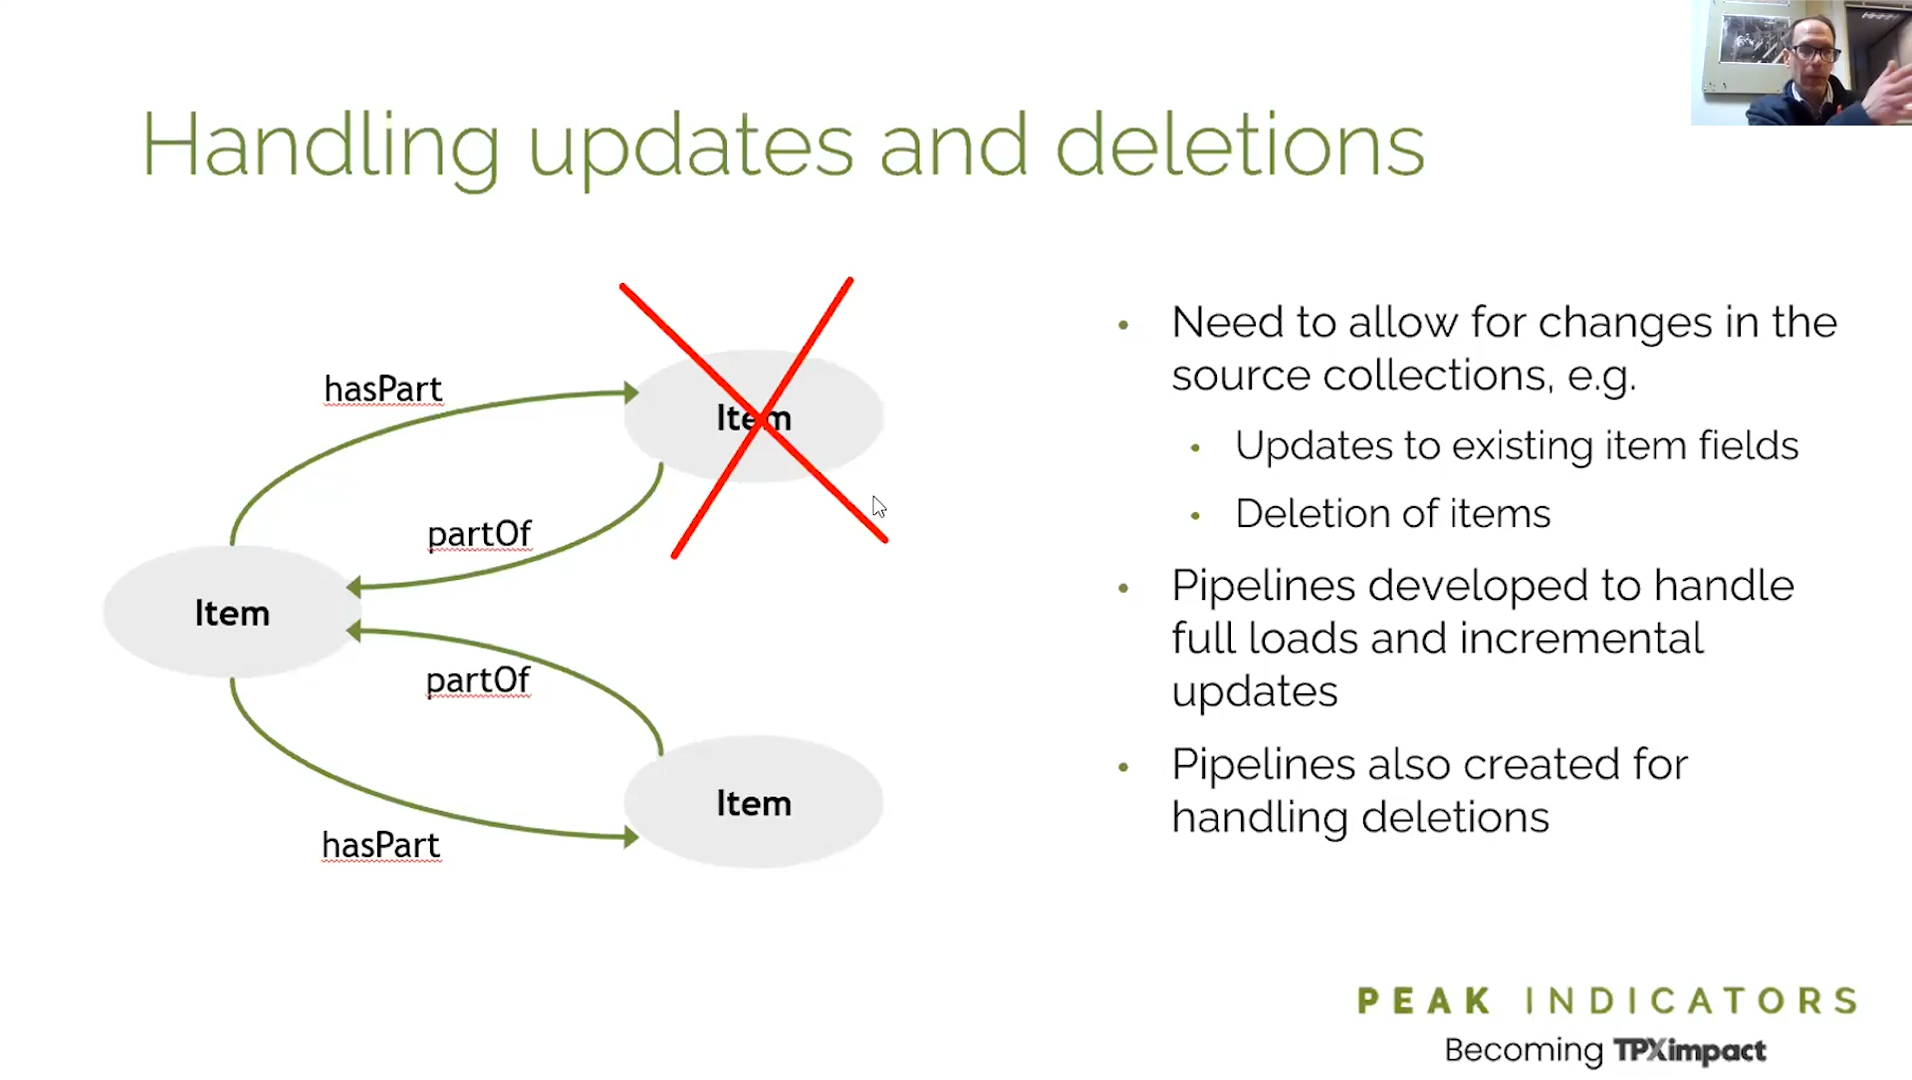 Handling updates and deletions
hasPart
Item
partOf
Item
partOf
Item
hasPart
• Need to allow for changes in the
source collections, e.g.
• Updates to existing item fields
• Deletion of items
• Pipelines developed to handle
full loads and incremental
updates
• Pipelines also created for
handling deletions
PEAK INDICATORS
Becoming TPXimpact